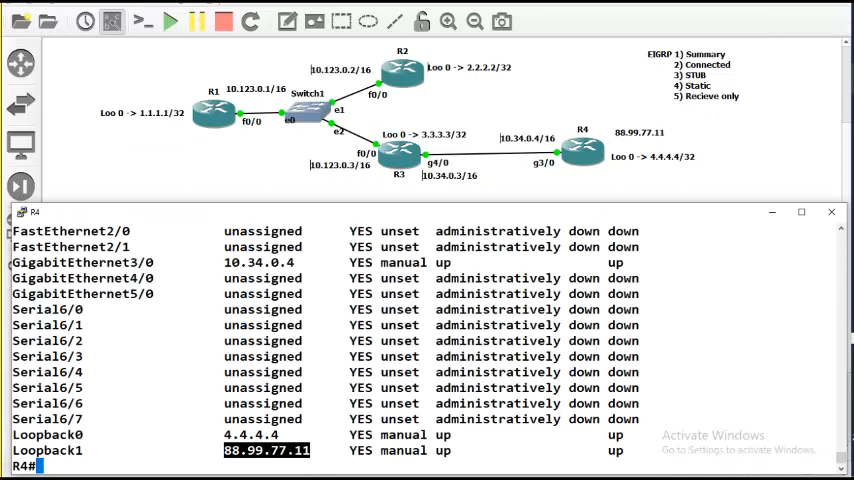 R2
EIGRP 1) Summary
10.123.0.2/16
Loo 0 -> 2.2.2.2/32
2) Connected
3) STUB
R1
10.123.0.1/16
Switch1
f0/0
4) Static
e1
5) Recieve only
Loo 0 -> 1.1.1.1/32
f0/0
e0
e2
Loo 0 -> 3.3.3.3/32
10.34.0.4/16
R4
88.99.77.11
f0/0
10.123.0.3/16
R3
g4/0
10.34.0.3/16
g3/0
Loo 0 -> 4.4.4.4/32
R4
FastEthernet2/0 unassigned YES unset administratively down down
FastEthernet2/1 unassigned YES unset administratively down down
GigabitEthernet3/0 10.34.0.4 YES manual up up
GigabitEthernet4/0 unassigned YES unset administratively down down
GigabitEthernet5/0 unassigned YES unset administratively down down
Serial6/0 unassigned YES unset administratively down down
Serial6/1 unassigned YES unset administratively down down
Serial6/2 unassigned YES unset administratively down down
Serial6/3 unassigned YES unset administratively down down
Serial6/4 unassigned YES unset administratively down down
Serial6/5 unassigned YES unset administratively down down
Serial6/6 unassigned YES unset administratively down down
Serial6/7 unassigned YES unset administratively down down
Loopback0 4.4.4.4 YES manual up up
Loopback1 88.99.77.11 YES manual up up
R4#
Activate Windows
Go to Settings to activate Windows.